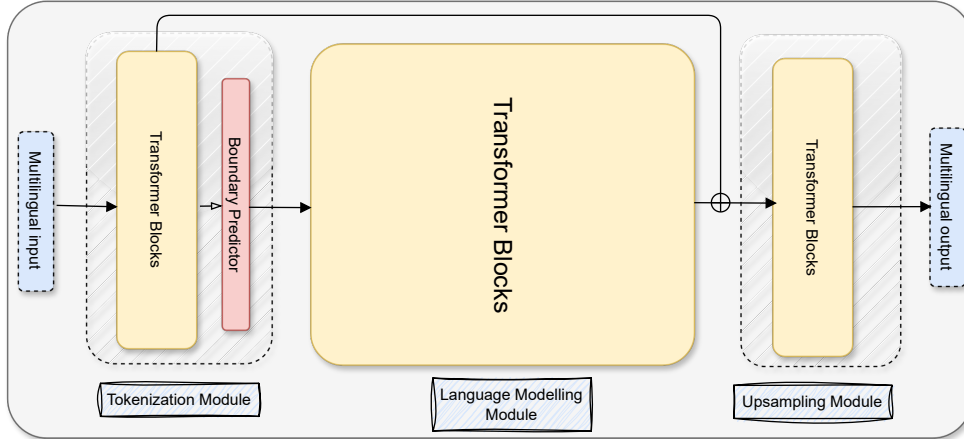 Multilingual input
Transformer Blocks
Boundary Predictor
Transformer Blocks
Transformer Blocks
Multilingual output
Tokenization Module
Language Modelling
Module
Upsampling Module